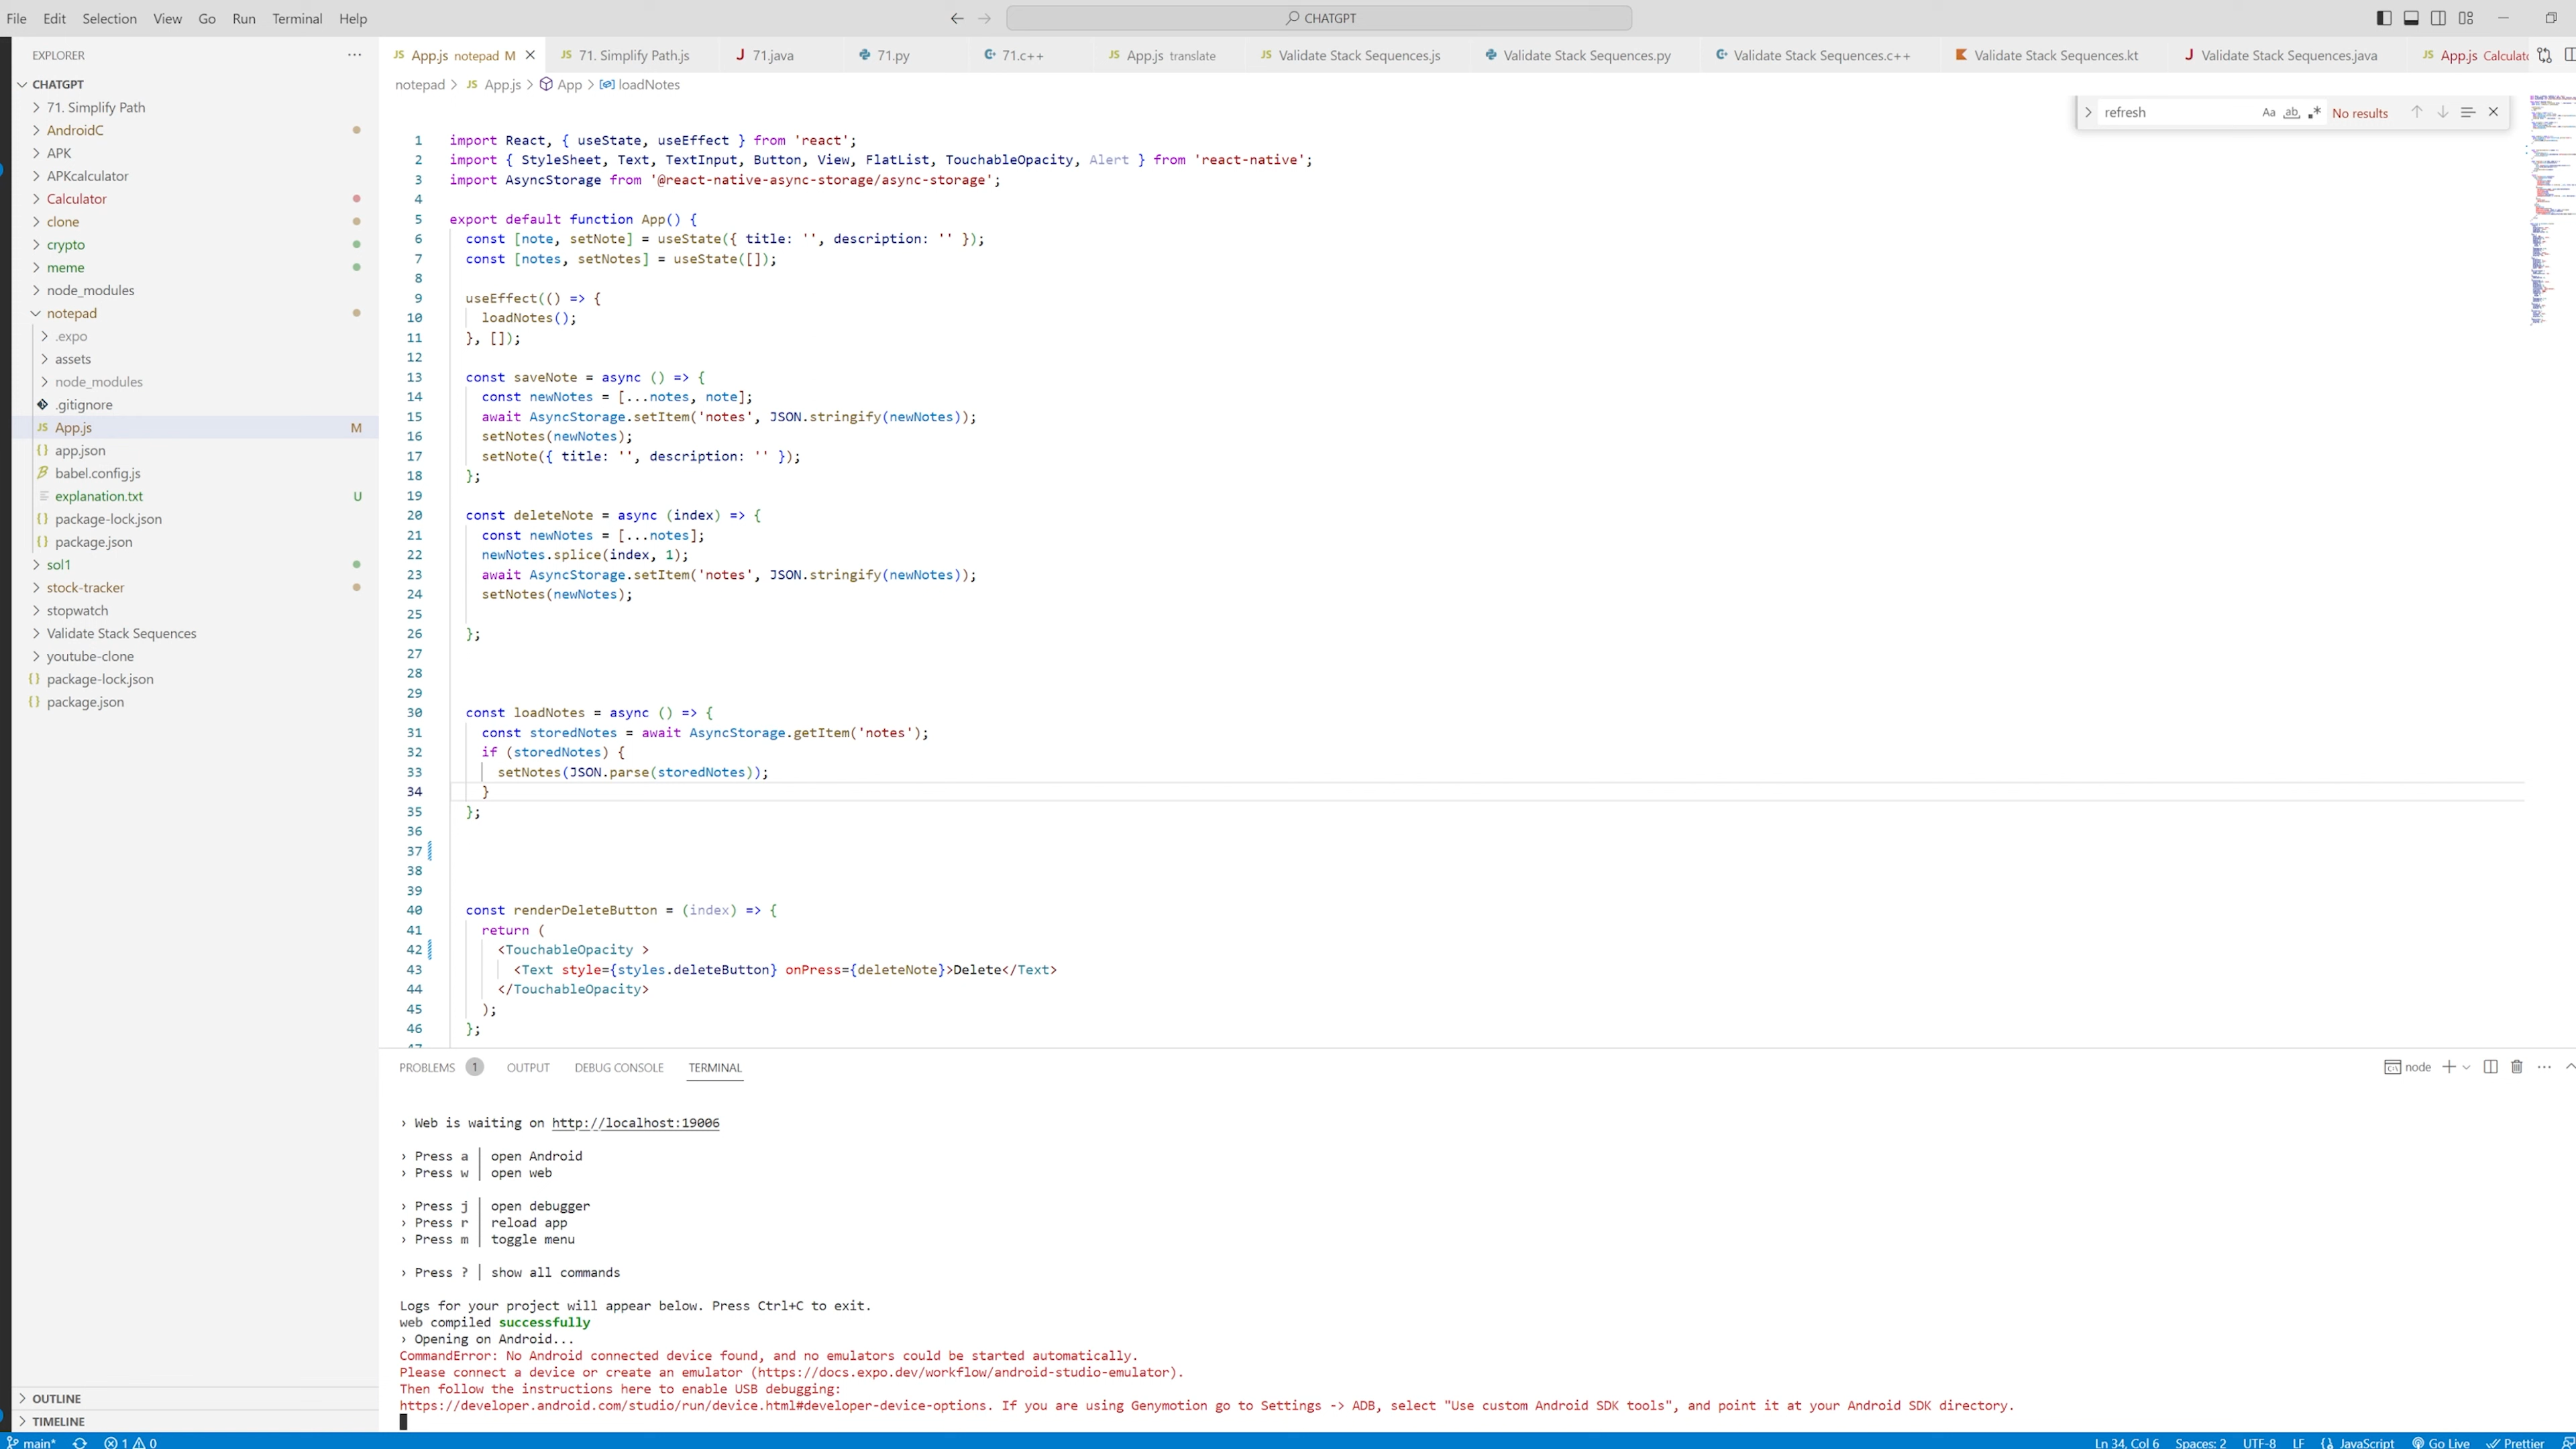 File Edit Selection View Go Run Terminal Help
CHATGPT
EXPLORER
App.js notepad M
71. Simplify Path.js
71.java
71.py
71.c++
App.js translate
Validate Stack Sequences.js
Validate Stack Sequences.py
Validate Stack Sequences.c++
Validate Stack Sequences.kt
Validate Stack Sequences.java
App.js
notepad > App.js > App > loadNotes
refresh
Aa ab .* No results
CHATGPT
71. Simplify Path
AndroidC
APK
APKcalculator
Calculator
clone
crypto
meme
node_modules
notepad
.expo
assets
node_modules
.gitignore
App.js M
app.json
babel.config.js
explanation.txt U
package-lock.json
package.json
sol1
stock-tracker
stopwatch
Validate Stack Sequences
youtube-clone
package-lock.json
package.json
OUTLINE
TIMELINE
1 import React, { useState, useEffect } from 'react';
2 import { StyleSheet, Text, TextInput, Button, View, FlatList, TouchableOpacity, Alert } from 'react-native';
3 import AsyncStorage from '@react-native-async-storage/async-storage';
4
5 export default function App() {
6 const [note, setNote] = useState({ title: '', description: '' });
7 const [notes, setNotes] = useState([]);
8
9 useEffect(() => {
10 loadNotes();
11 }, []);
12
13 const saveNote = async () => {
14 const newNotes = [...notes, note];
15 await AsyncStorage.setItem('notes', JSON.stringify(newNotes));
16 setNotes(newNotes);
17 setNote({ title: '', description: '' });
18 };
19
20 const deleteNote = async (index) => {
21 const newNotes = [...notes];
22 newNotes.splice(index, 1);
23 await AsyncStorage.setItem('notes', JSON.stringify(newNotes));
24 setNotes(newNotes);
25
26 };
27
28
29
30 const loadNotes = async () => {
31 const storedNotes = await AsyncStorage.getItem('notes');
32 if (storedNotes) {
33 setNotes(JSON.parse(storedNotes));
34 }
35 };
36
37
38
39
40 const renderDeleteButton = (index) => {
41 return (
42 <TouchableOpacity >
43 <Text style={styles.deleteButton} onPress={deleteNote}>Delete</Text>
44 </TouchableOpacity>
45 );
46 };
PROBLEMS 1 OUTPUT DEBUG CONSOLE TERMINAL
node
› Web is waiting on http://localhost:19006
› Press a │ open Android
› Press w │ open web
› Press j │ open debugger
› Press r │ reload app
› Press m │ toggle menu
› Press ? │ show all commands
Logs for your project will appear below. Press Ctrl+C to exit.
web compiled successfully
› Opening on Android...
CommandError: No Android connected device found, and no emulators could be started automatically.
Please connect a device or create an emulator (https://docs.expo.dev/workflow/android-studio-emulator).
Then follow the instructions here to enable USB debugging:
https://developer.android.com/studio/run/device.html#developer-device-options. If you are using Genymotion go to Settings -> ADB, select "Use custom Android SDK tools", and point it at your Android SDK directory.
main* 1 0
Ln 34, Col 6 Spaces: 2 UTF-8 LF JavaScript Go Live Prettier